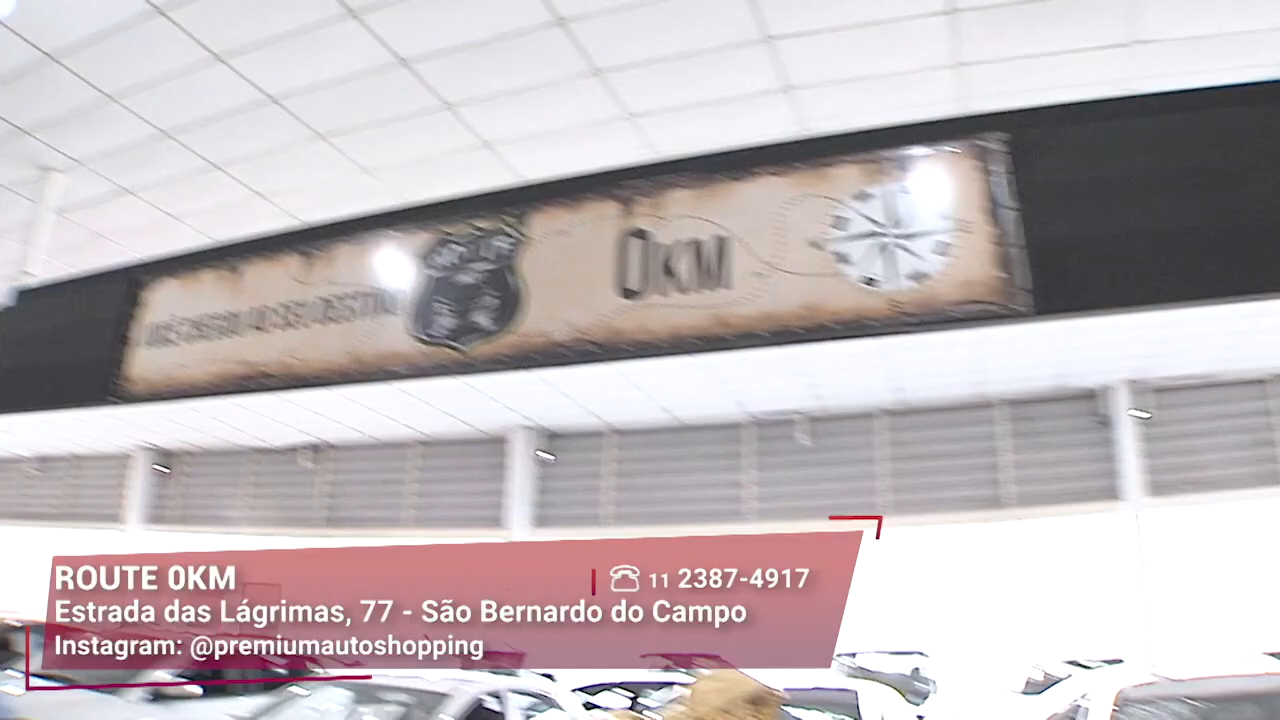 0KM
ROUTE 0KM
11 2387-4917
Estrada das Lágrimas, 77 - São Bernardo do Campo
Instagram: @premiumautoshopping